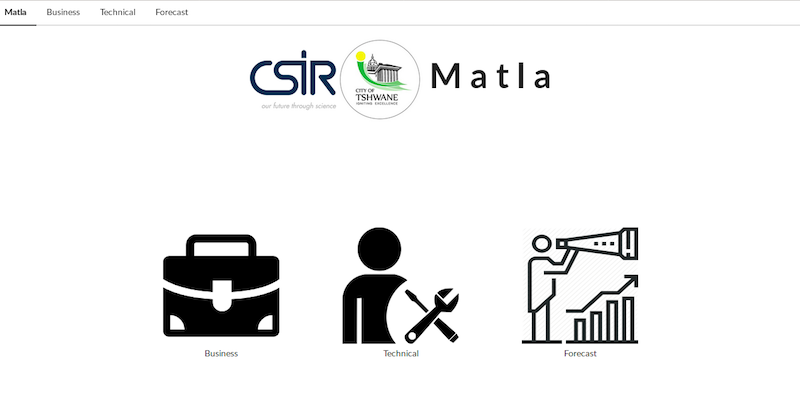 Matla Business Technical Forecast
CSIR
our future through science
CITY OF
TSHWANE
IGNITING EXCELLENCE
Matla
Business Technical Forecast